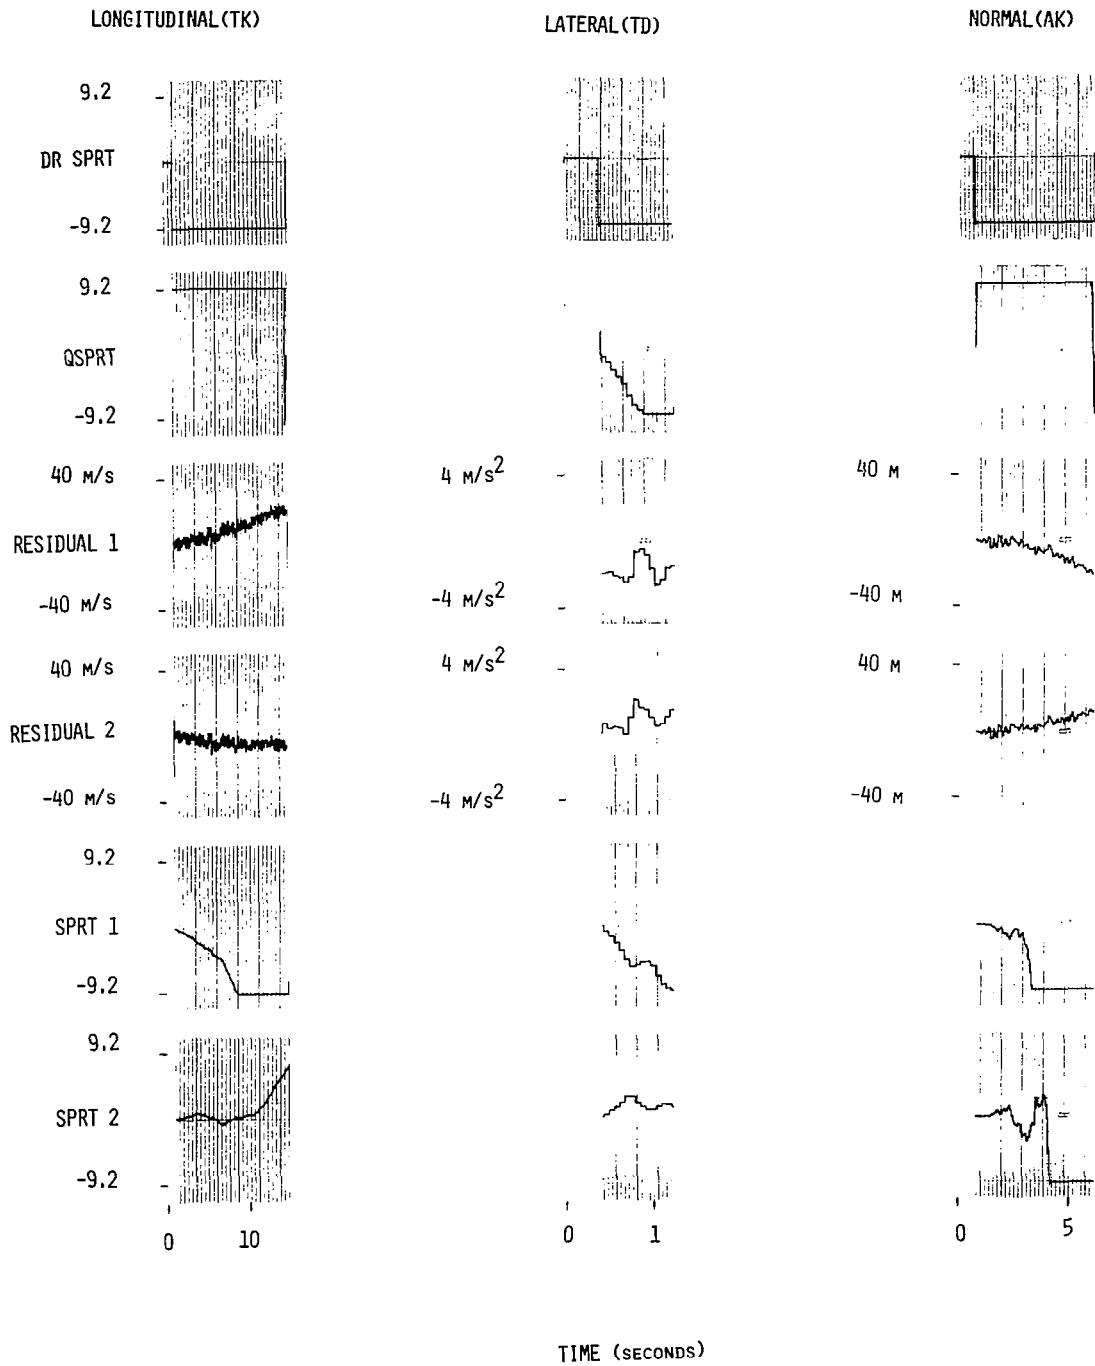 LONGITUDINAL(TK) LATERAL(TD) NORMAL(AK)
9.2
DR SPRT
-9.2
9.2
QSPRT
-9.2
40 M/S 4 M/S2 40 M
RESIDUAL 1
-40 M/S -4 M/S2 -40 M
40 M/S 4 M/S2 40 M
RESIDUAL 2
-40 M/S -4 M/S2 -40 M
9.2
SPRT 1
-9.2
9.2
SPRT 2
-9.2
0 10 0 1 0 5
TIME (SECONDS)